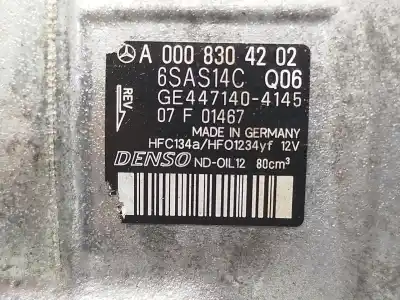 A 000 830 42 02
6SAS14C Q06
GE447140-4145
REV.
07 F 01467
MADE IN GERMANY
HFC134a/HFO1234yf 12V
DENSO ND-OIL12 80cm³